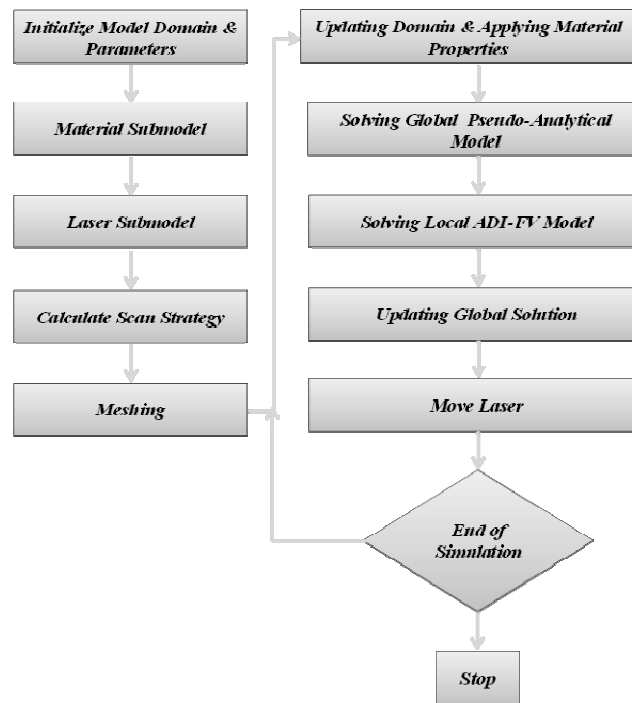 Initialize Model Domain &
Parameters
Material Submodel
Laser Submodel
Calculate Scan Strategy
Meshing
Updating Domain & Applying Material
Properties
Solving Global Pseudo-Analytical
Model
Solving Local ADI-FV Model
Updating Global Solution
Move Laser
End of
Simulation
Stop